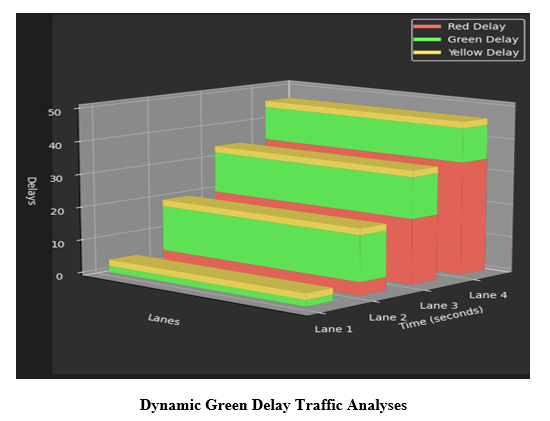 Red Delay
Green Delay
Yellow Delay
50
40
30
20
10
0
Delays
Lanes
Lane 1
Lane 2
Lane 3
Lane 4
Time (seconds)
Dynamic Green Delay Traffic Analyses